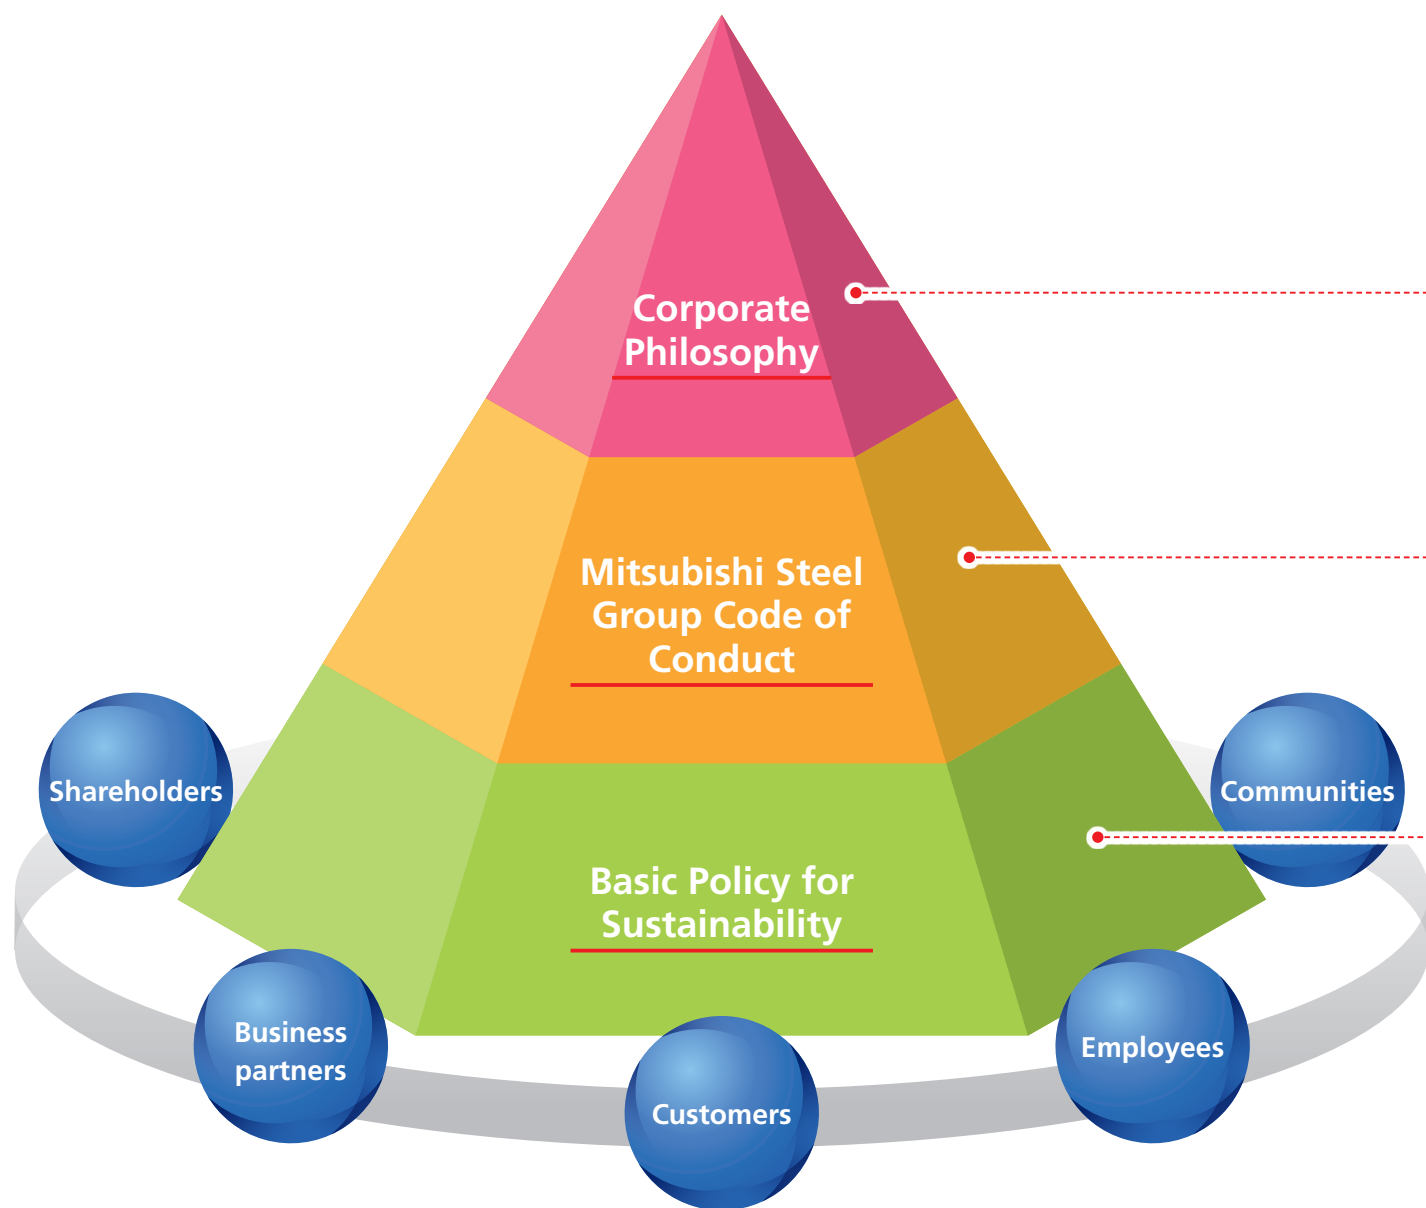 Corporate
Philosophy
Mitsubishi Steel
Group Code of
Conduct
Shareholders
Communities
Basic Policy for
Sustainability
Business
partners
Employees
Customers